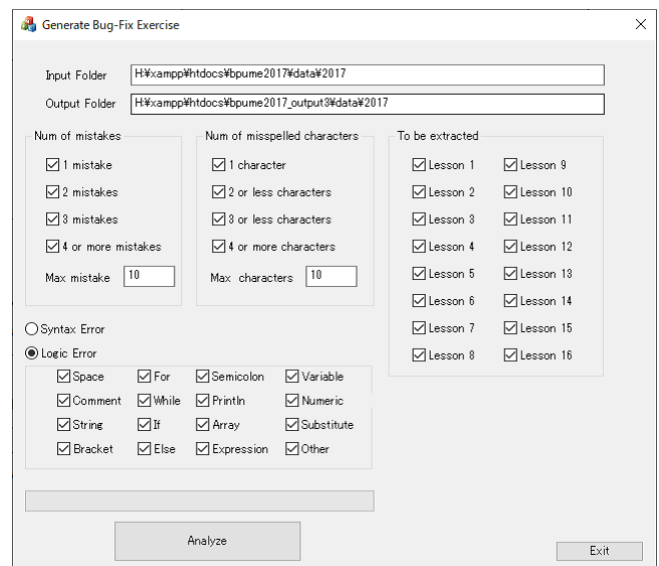 Generate Bug-Fix Exercise
Input Folder H:¥xampp¥htdocs¥bpume2017¥data¥2017
Output Folder H:¥xampp¥htdocs¥bpume2017_output3¥data¥2017
Num of mistakes
1 mistake
2 mistakes
3 mistakes
4 or more mistakes
Max mistake 10
Num of misspelled characters
1 character
2 or less characters
3 or less characters
4 or more characters
Max characters 10
To be extracted
Lesson 1 Lesson 9
Lesson 2 Lesson 10
Lesson 3 Lesson 11
Lesson 4 Lesson 12
Lesson 5 Lesson 13
Lesson 6 Lesson 14
Lesson 7 Lesson 15
Lesson 8 Lesson 16
Syntax Error
Logic Error
Space For Semicolon Variable
Comment While Println Numeric
String If Array Substitute
Bracket Else Expression Other
Analyze
Exit